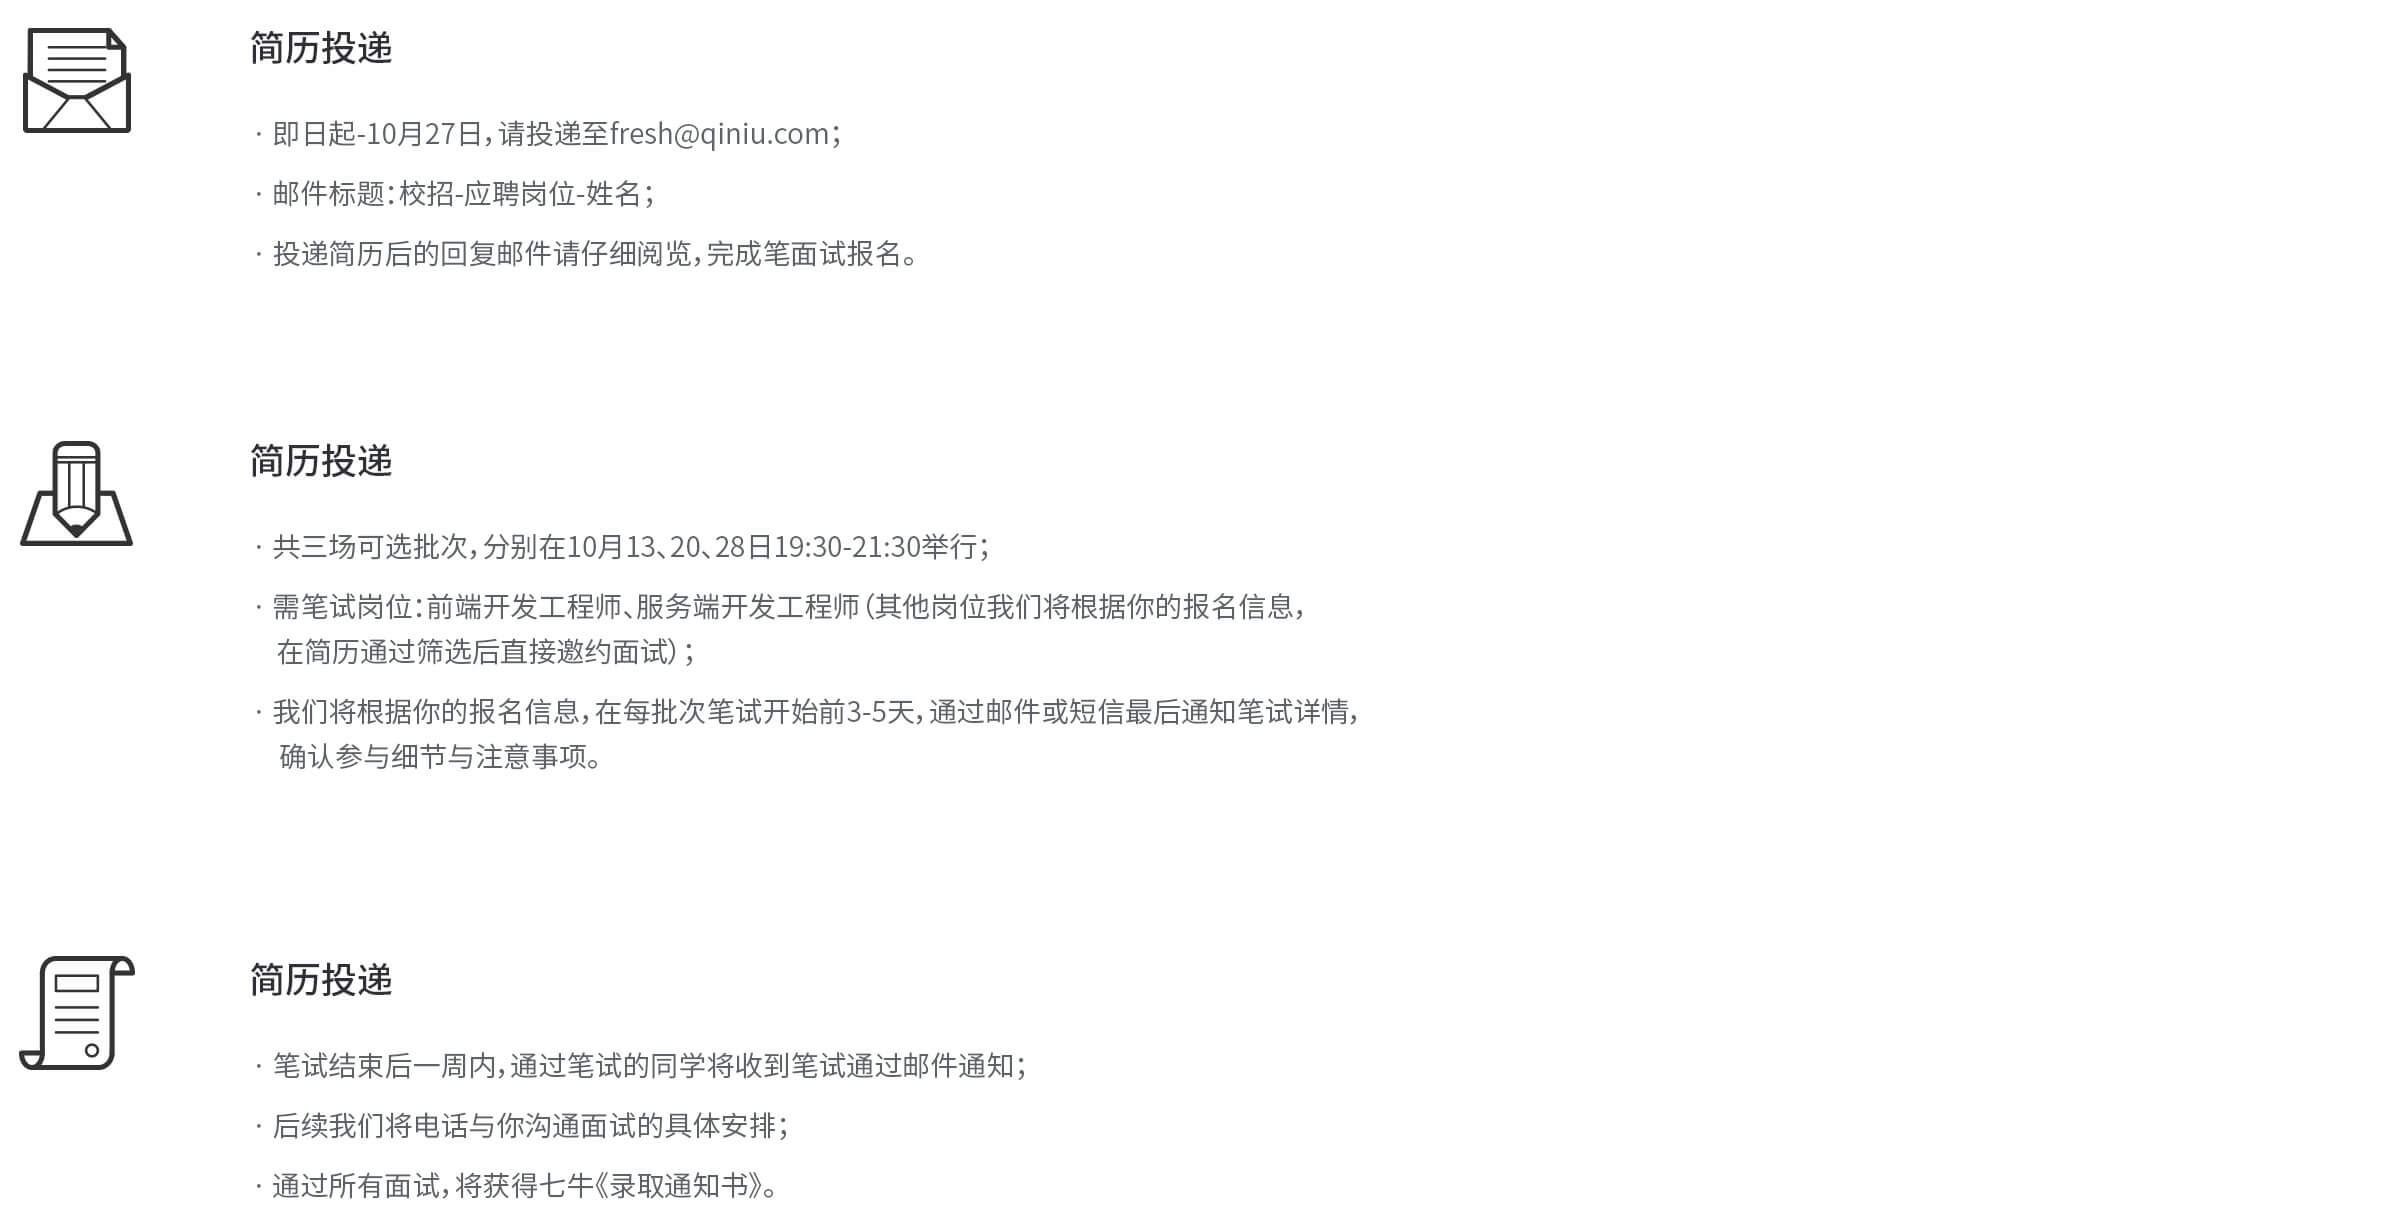 简历投递
· 即日起-10月27日，请投递至fresh@qiniu.com；
· 邮件标题：校招-应聘岗位-姓名；
· 投递简历后的回复邮件请仔细阅览，完成笔面试报名。
简历投递
· 共三场可选批次，分别在10月13、20、28日19:30-21:30举行；
· 需笔试岗位：前端开发工程师、服务端开发工程师（其他岗位我们将根据你的报名信息，
在简历通过筛选后直接邀约面试）；
· 我们将根据你的报名信息，在每批次笔试开始前3-5天，通过邮件或短信最后通知笔试详情，
确认参与细节与注意事项。
简历投递
· 笔试结束后一周内，通过笔试的同学将收到笔试通过邮件通知；
· 后续我们将电话与你沟通面试的具体安排；
· 通过所有面试，将获得七牛《录取通知书》。